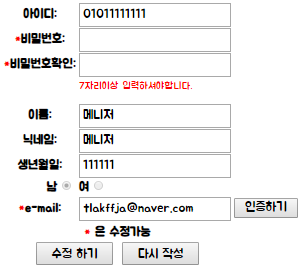 아이디: 01011111111
*비밀번호:
*비밀번호확인:
7자리이상 입력하셔야합니다.
이름: 메니저
닉네임: 메니저
생년월일: 111111
남 여
*e-mail: tlakffja@naver.com 인증하기
* 은 수정가능
수정 하기 다시 작성